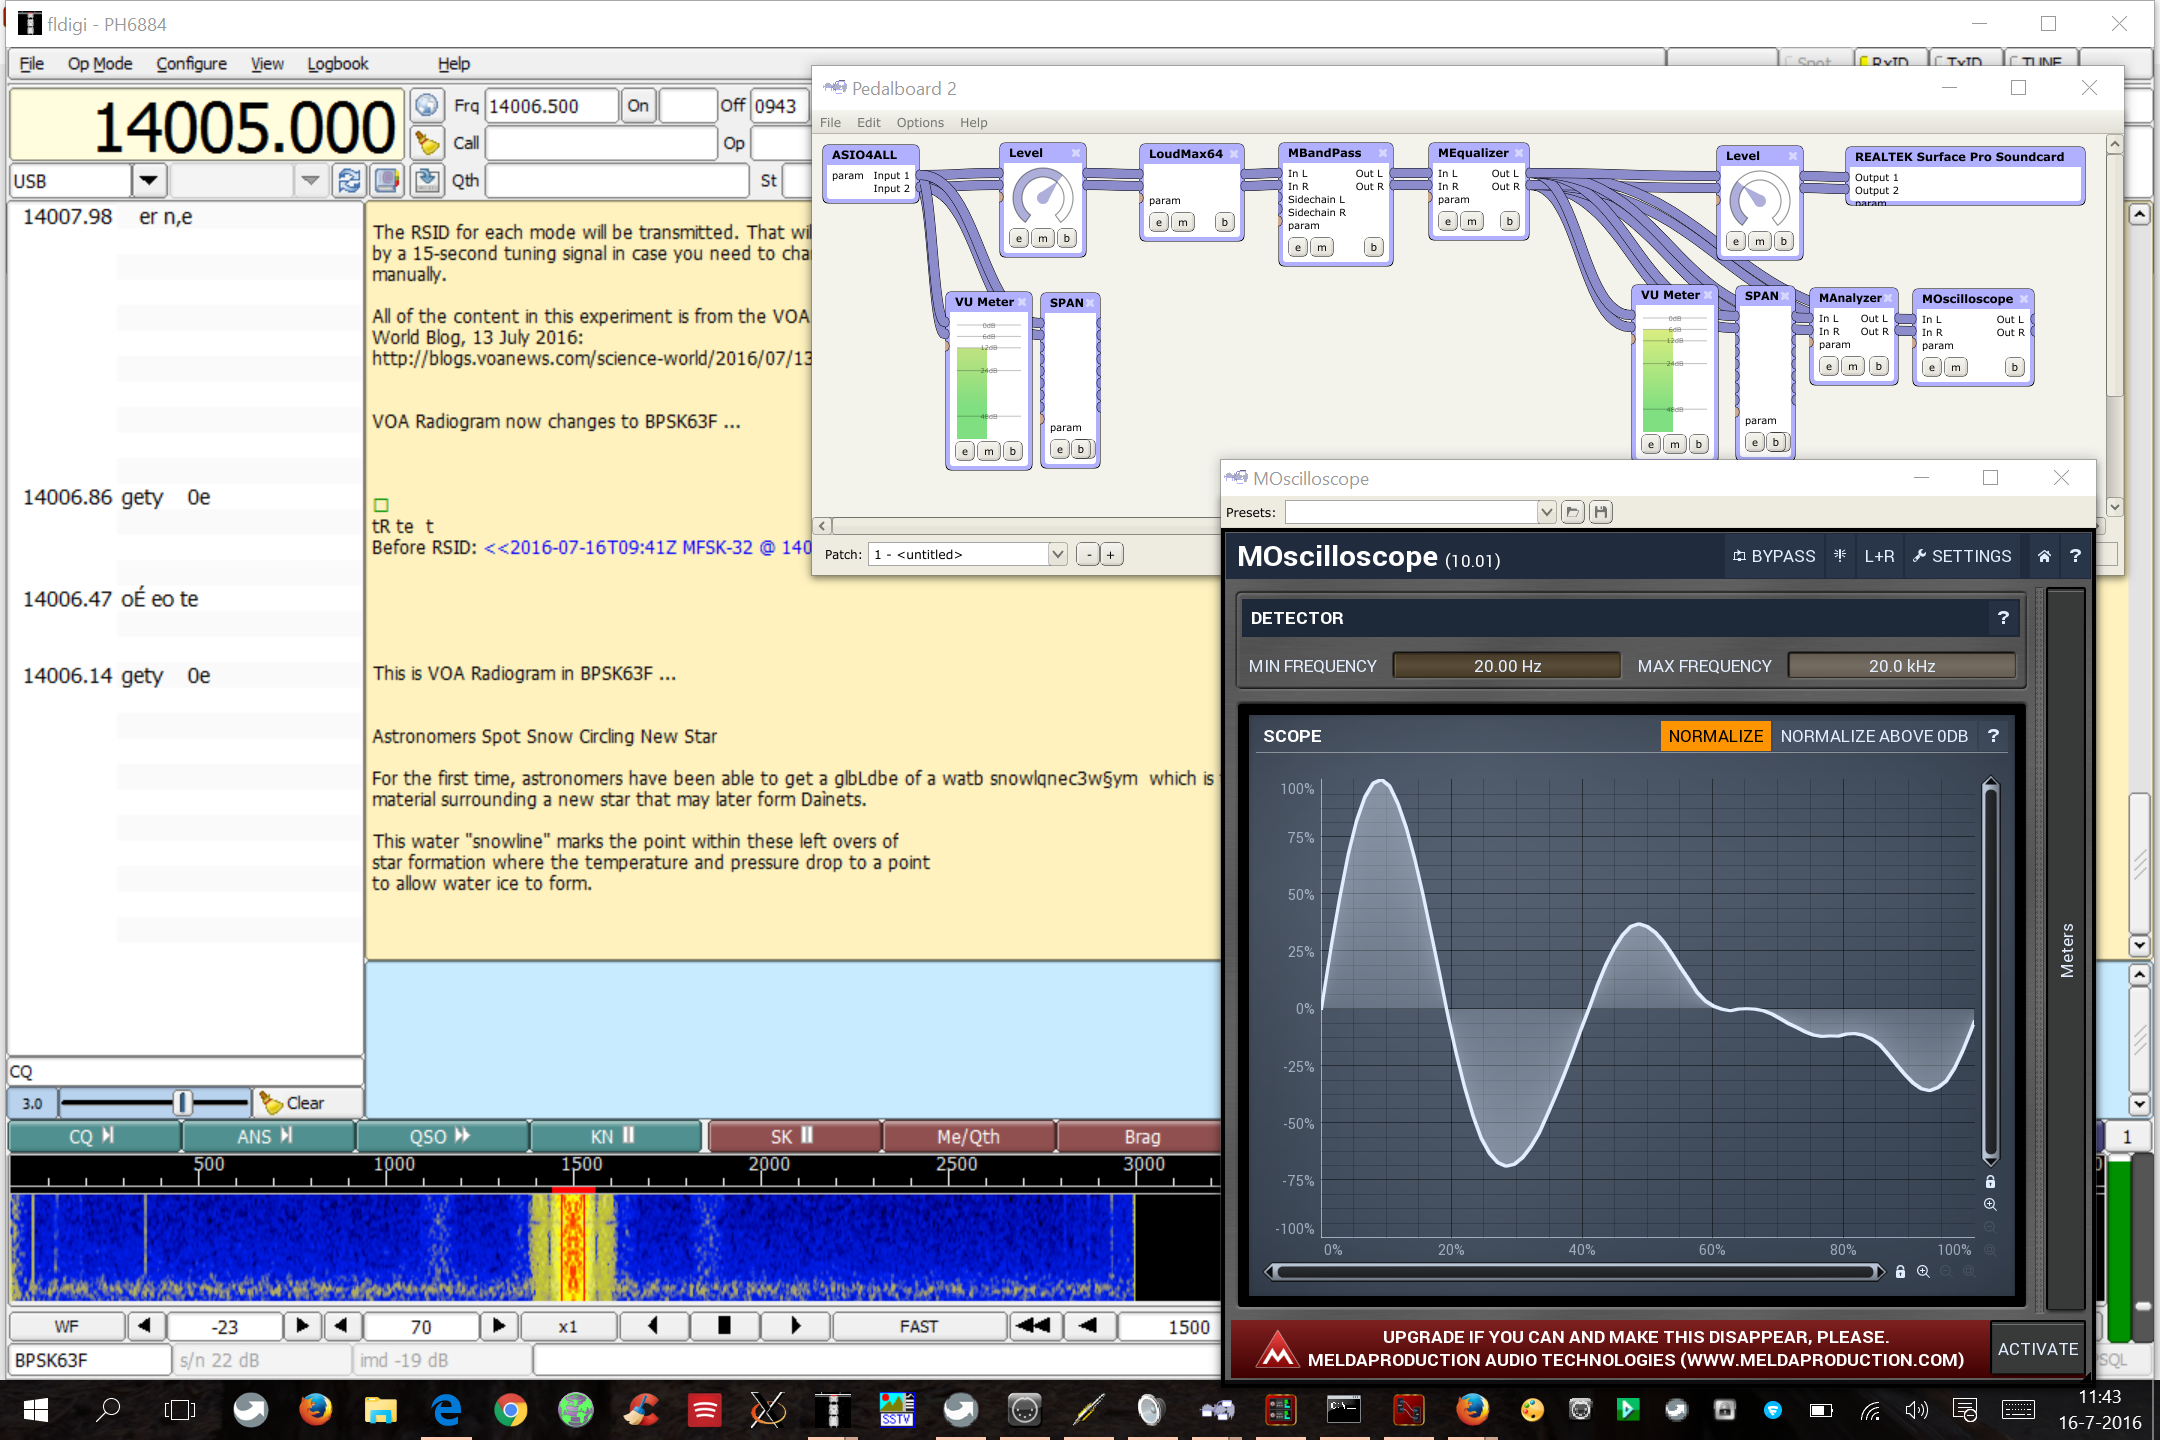 fldigi - PH6884
File Op Mode Configure View Logbook Help
Spot RxID TxID TUNE
14005.000
Frq 14006.500 On Off 0943
Call Op
USB
Qth St
14007.98 er n,e
14006.86 gety 0e
14006.47 oÉ eo te
14006.14 gety 0e
The RSID for each mode will be transmitted. That wil
by a 15-second tuning signal in case you need to cha
manually.
All of the content in this experiment is from the VOA
World Blog, 13 July 2016:
http://blogs.voanews.com/science-world/2016/07/13
VOA Radiogram now changes to BPSK63F ...
tR te t
Before RSID: <<2016-07-16T09:41Z MFSK-32 @ 140
This is VOA Radiogram in BPSK63F ...
Astronomers Spot Snow Circling New Star
For the first time, astronomers have been able to get a glbLdbe of a watb snowlqnec3w§ym which is
material surrounding a new star that may later form Daìnets.
This water "snowline" marks the point within these left overs of
star formation where the temperature and pressure drop to a point
to allow water ice to form.
CQ
3.0 Clear
CQ ANS QSO KN SK Me/Qth Brag 1
500 1000 1500 2000 2500 3000
WF -23 70 x1 FAST 1500
BPSK63F s/n 22 dB imd -19 dB
SQL
Pedalboard 2
File Edit Options Help
ASIO4ALL
param Input 1
Input 2
Level
e m b
LoudMax64
param
e m b
MBandPass
In L Out L
In R Out R
Sidechain L
Sidechain R
param
e m b
MEqualizer
In L Out L
In R Out R
param
e m b
Level
e m b
REALTEK Surface Pro Soundcard
Output 1
Output 2
param
VU Meter
0dB
6dB
12dB
24dB
48dB
e m b
SPAN
param
e b
VU Meter
0dB
6dB
12dB
24dB
48dB
e m b
SPAN
param
e b
MAnalyzer
In L Out L
In R Out R
param
e m b
MOscilloscope
In L Out L
In R Out R
param
e m b
Patch: 1 - <untitled> - +
MOscilloscope
Presets:
MOscilloscope (10.01) BYPASS L+R SETTINGS ?
DETECTOR ?
MIN FREQUENCY 20.00 Hz MAX FREQUENCY 20.0 kHz
SCOPE NORMALIZE NORMALIZE ABOVE 0DB ?
100%
75%
50%
25%
0%
-25%
-50%
-75%
-100%
0% 20% 40% 60% 80% 100%
Meters
UPGRADE IF YOU CAN AND MAKE THIS DISAPPEAR, PLEASE.
MELDAPRODUCTION AUDIO TECHNOLOGIES (WWW.MELDAPRODUCTION.COM)
ACTIVATE
SSTV
C:\_
11:43
16-7-2016